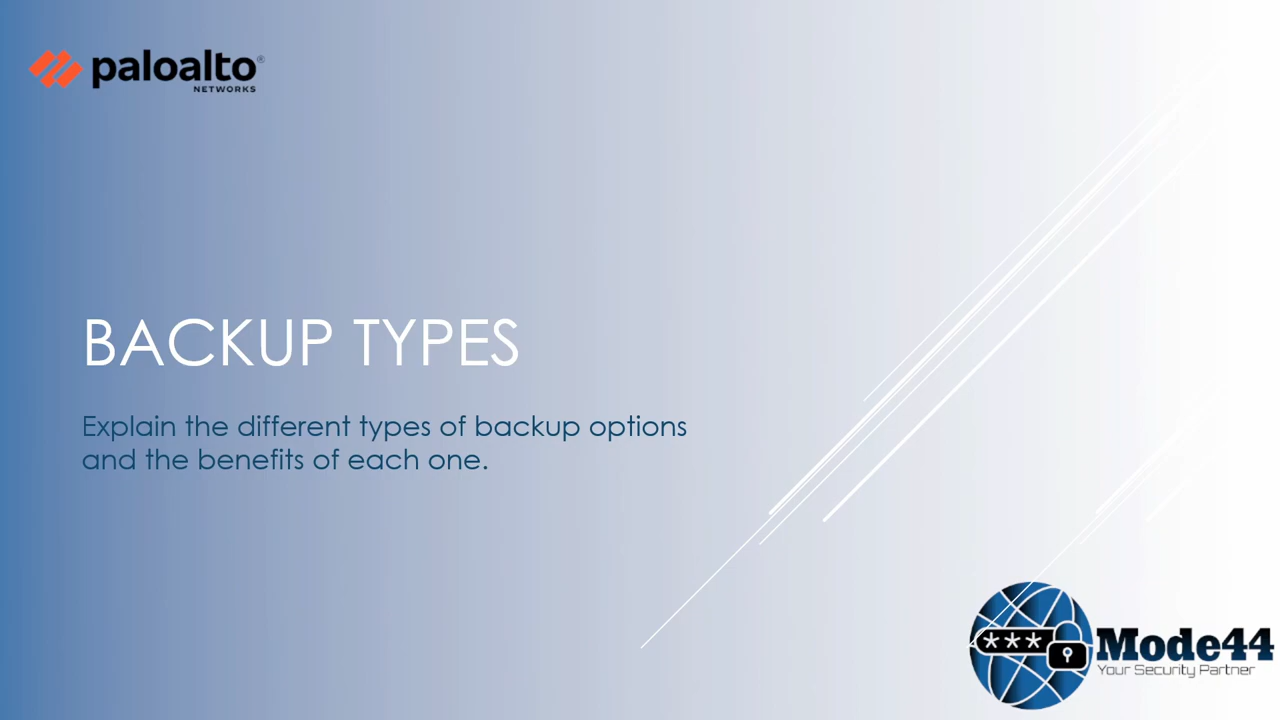 paloalto®
NETWORKS
BACKUP TYPES
Explain the different types of backup options
and the benefits of each one.
***
Mode44
Your Security Partner